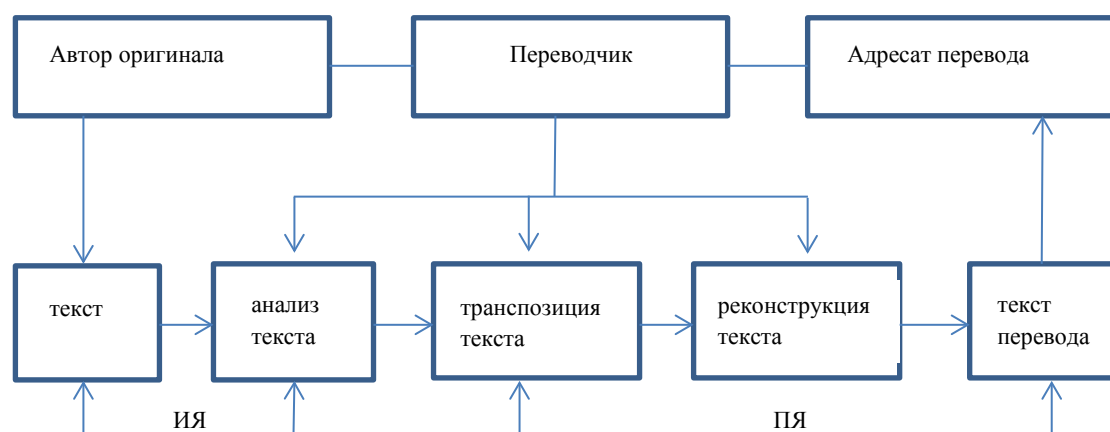 Автор оригинала
Переводчик
Адресат перевода
текст
анализ
текста
транспозиция
текста
реконструкция
текста
текст
перевода
ИЯ
ПЯ